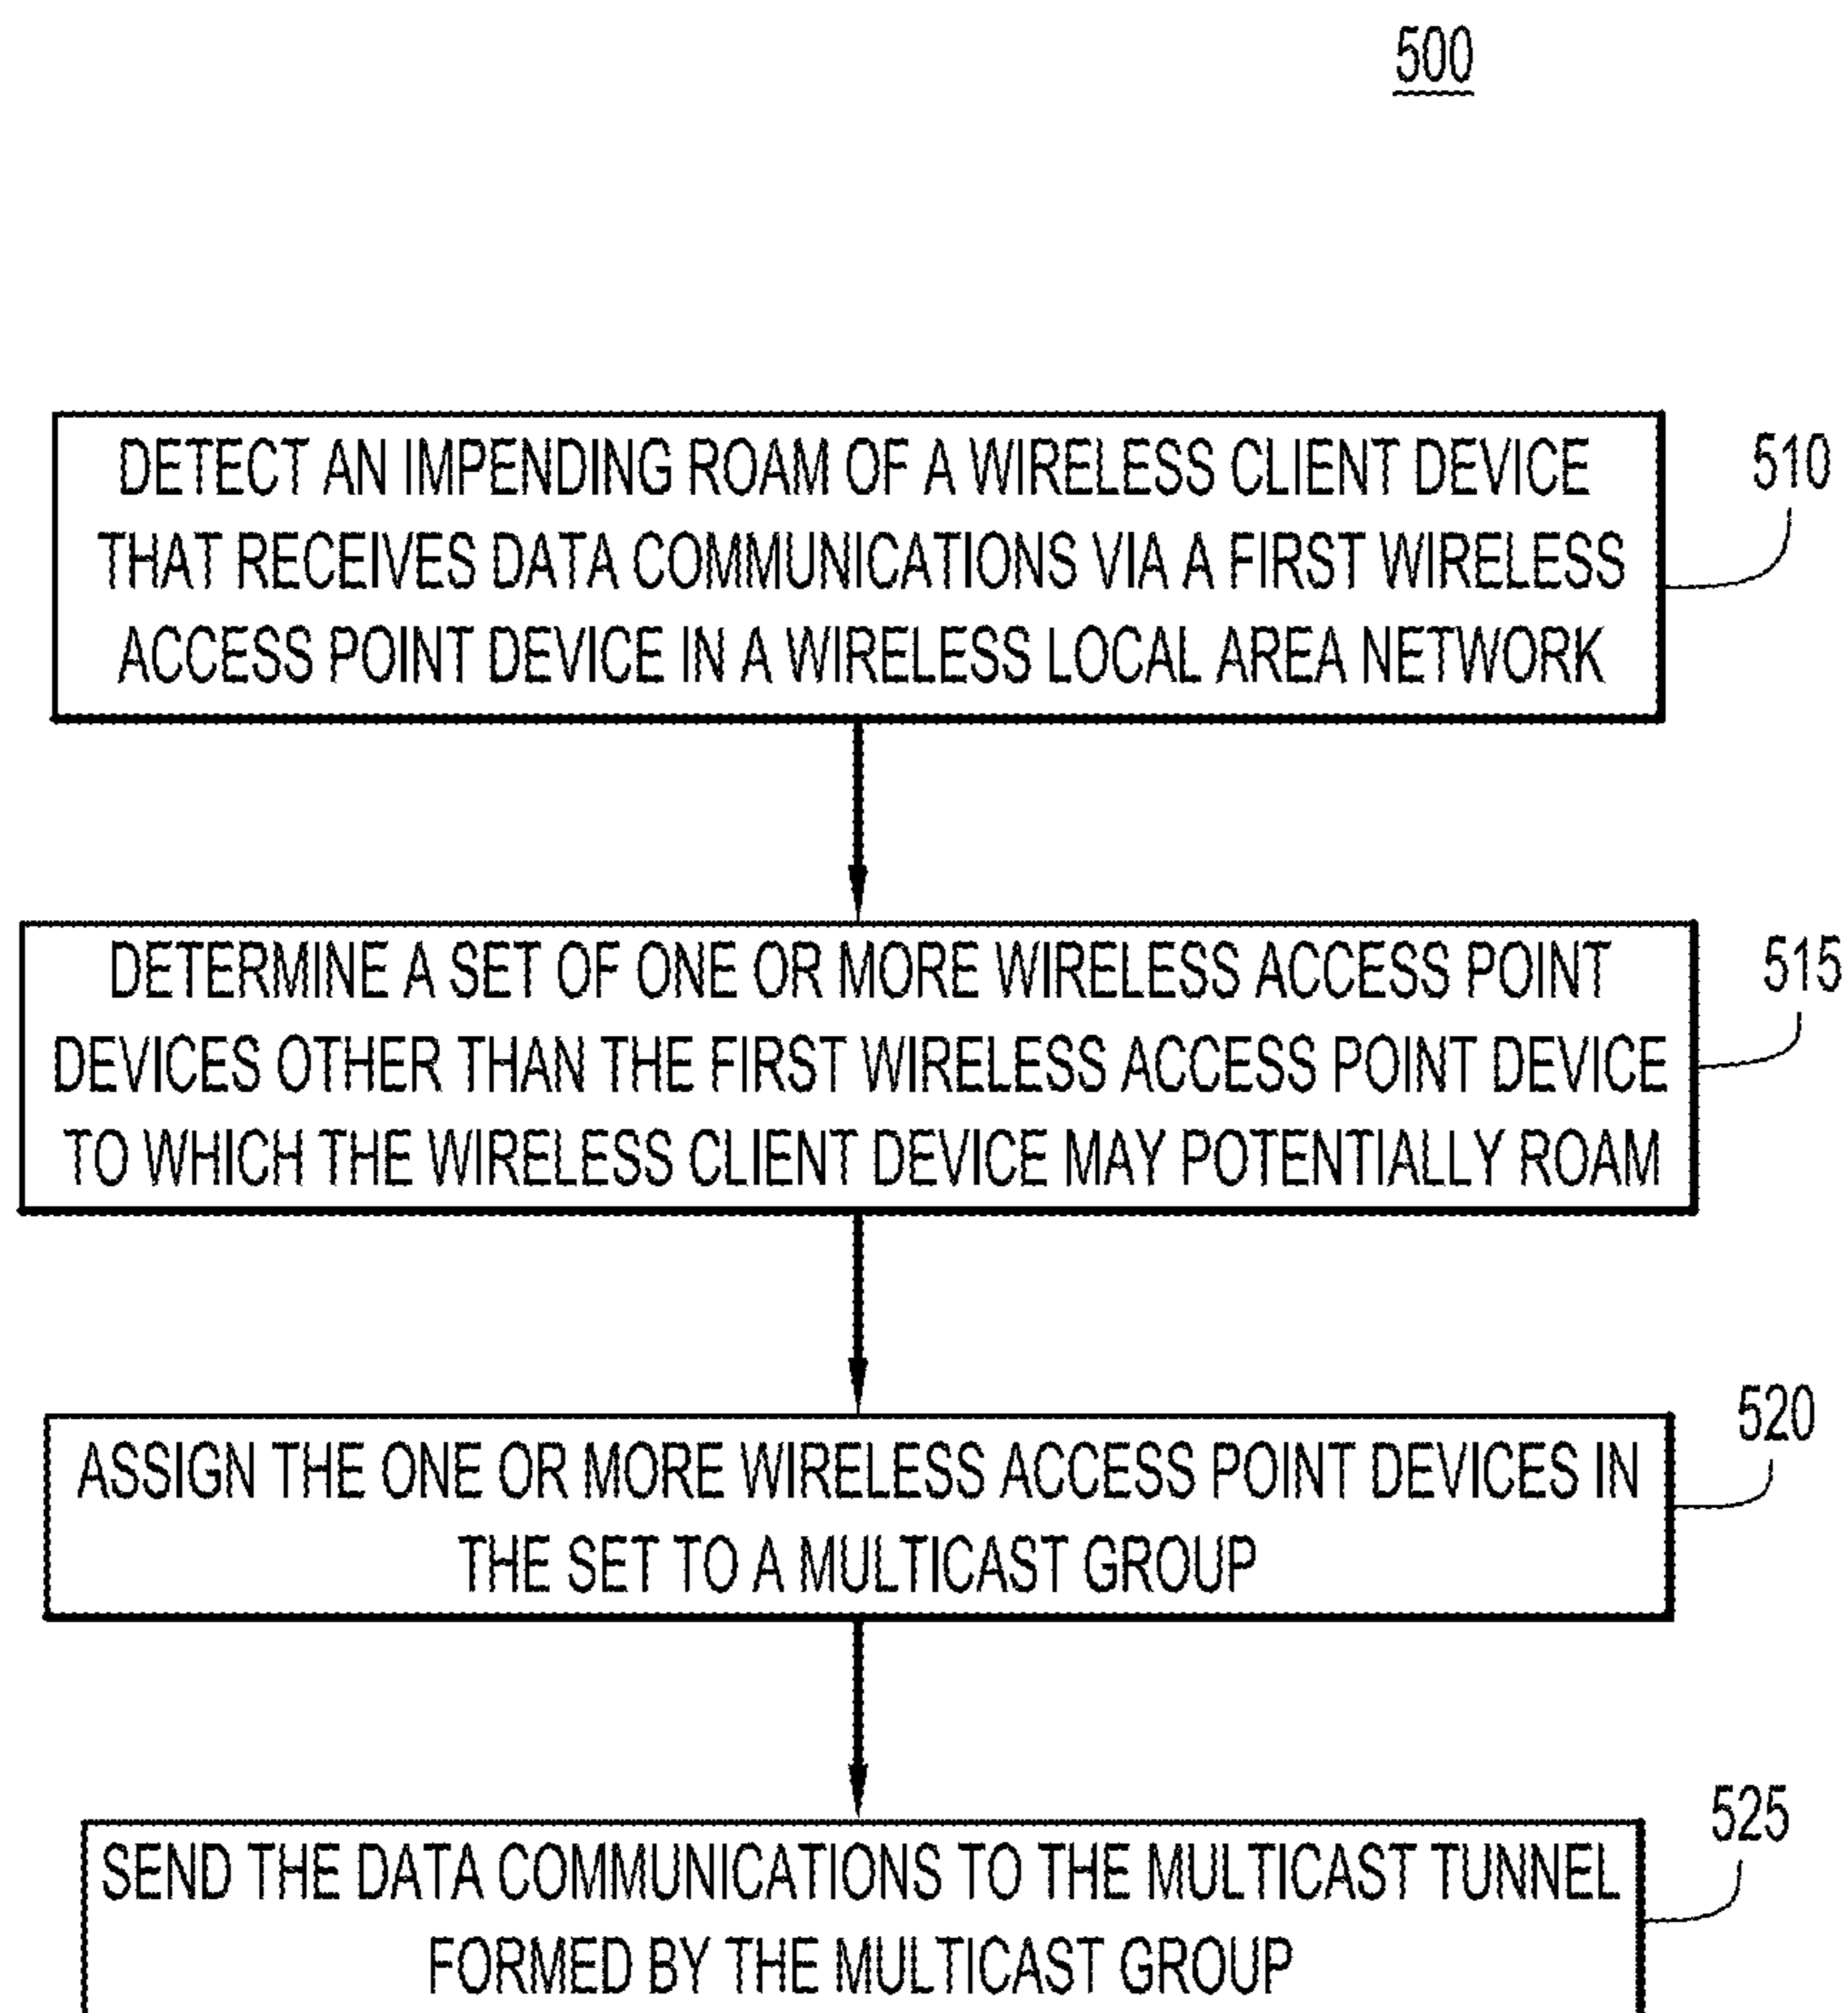 500
DETECT AN IMPENDING ROAM OF A WIRELESS CLIENT DEVICE
THAT RECEIVES DATA COMMUNICATIONS VIA A FIRST WIRELESS
ACCESS POINT DEVICE IN A WIRELESS LOCAL AREA NETWORK
510
DETERMINE A SET OF ONE OR MORE WIRELESS ACCESS POINT
DEVICES OTHER THAN THE FIRST WIRELESS ACCESS POINT DEVICE
TO WHICH THE WIRELESS CLIENT DEVICE MAY POTENTIALLY ROAM
515
ASSIGN THE ONE OR MORE WIRELESS ACCESS POINT DEVICES IN
THE SET TO A MULTICAST GROUP
520
SEND THE DATA COMMUNICATIONS TO THE MULTICAST TUNNEL
FORMED BY THE MULTICAST GROUP
525